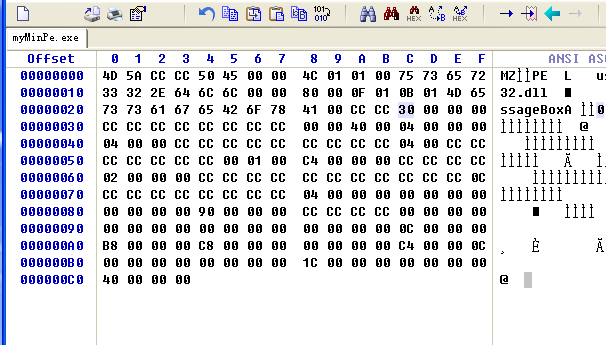 myMinPe.exe
Offset 0 1 2 3 4 5 6 7 8 9 A B C D E F ANSI ASC
00000000 4D 5A CC CC 50 45 00 00 4C 01 01 00 75 73 65 72 MZÌÌPE L us
00000010 33 32 2E 64 6C 6C 00 00 80 00 0F 01 0B 01 4D 65 32.dll
00000020 73 73 61 67 65 42 6F 78 41 00 CC CC 30 00 00 00 ssageBoxA ÌÌ0
00000030 CC CC CC CC CC CC CC CC 00 00 40 00 04 00 00 00 ÌÌÌÌÌÌÌÌ @
00000040 04 00 00 CC CC CC CC CC CC CC CC CC 04 00 CC CC ÌÌÌÌÌÌÌÌÌ
00000050 CC CC CC CC 00 01 00 C4 00 00 00 CC CC CC CC CC
00000060 02 00 00 00 CC CC CC CC CC CC CC CC CC CC CC 0C
00000070 CC CC CC CC CC CC CC CC 04 00 00 00 00 00 00 00 ÌÌÌÌÌÌÌÌ
00000080 00 00 00 00 90 00 00 00 CC CC CC CC 00 00 00 00 ÌÌÌÌ
00000090 00 00 00 00 00 00 00 00 00 00 00 00 0C 00 00 00
000000A0 B8 00 00 00 C8 00 00 00 00 00 00 00 C4 00 00 0C ¸ È Ä
000000B0 00 00 00 00 00 00 00 00 1C 00 00 00 00 00 00 00
000000C0 40 00 00 00 00 @